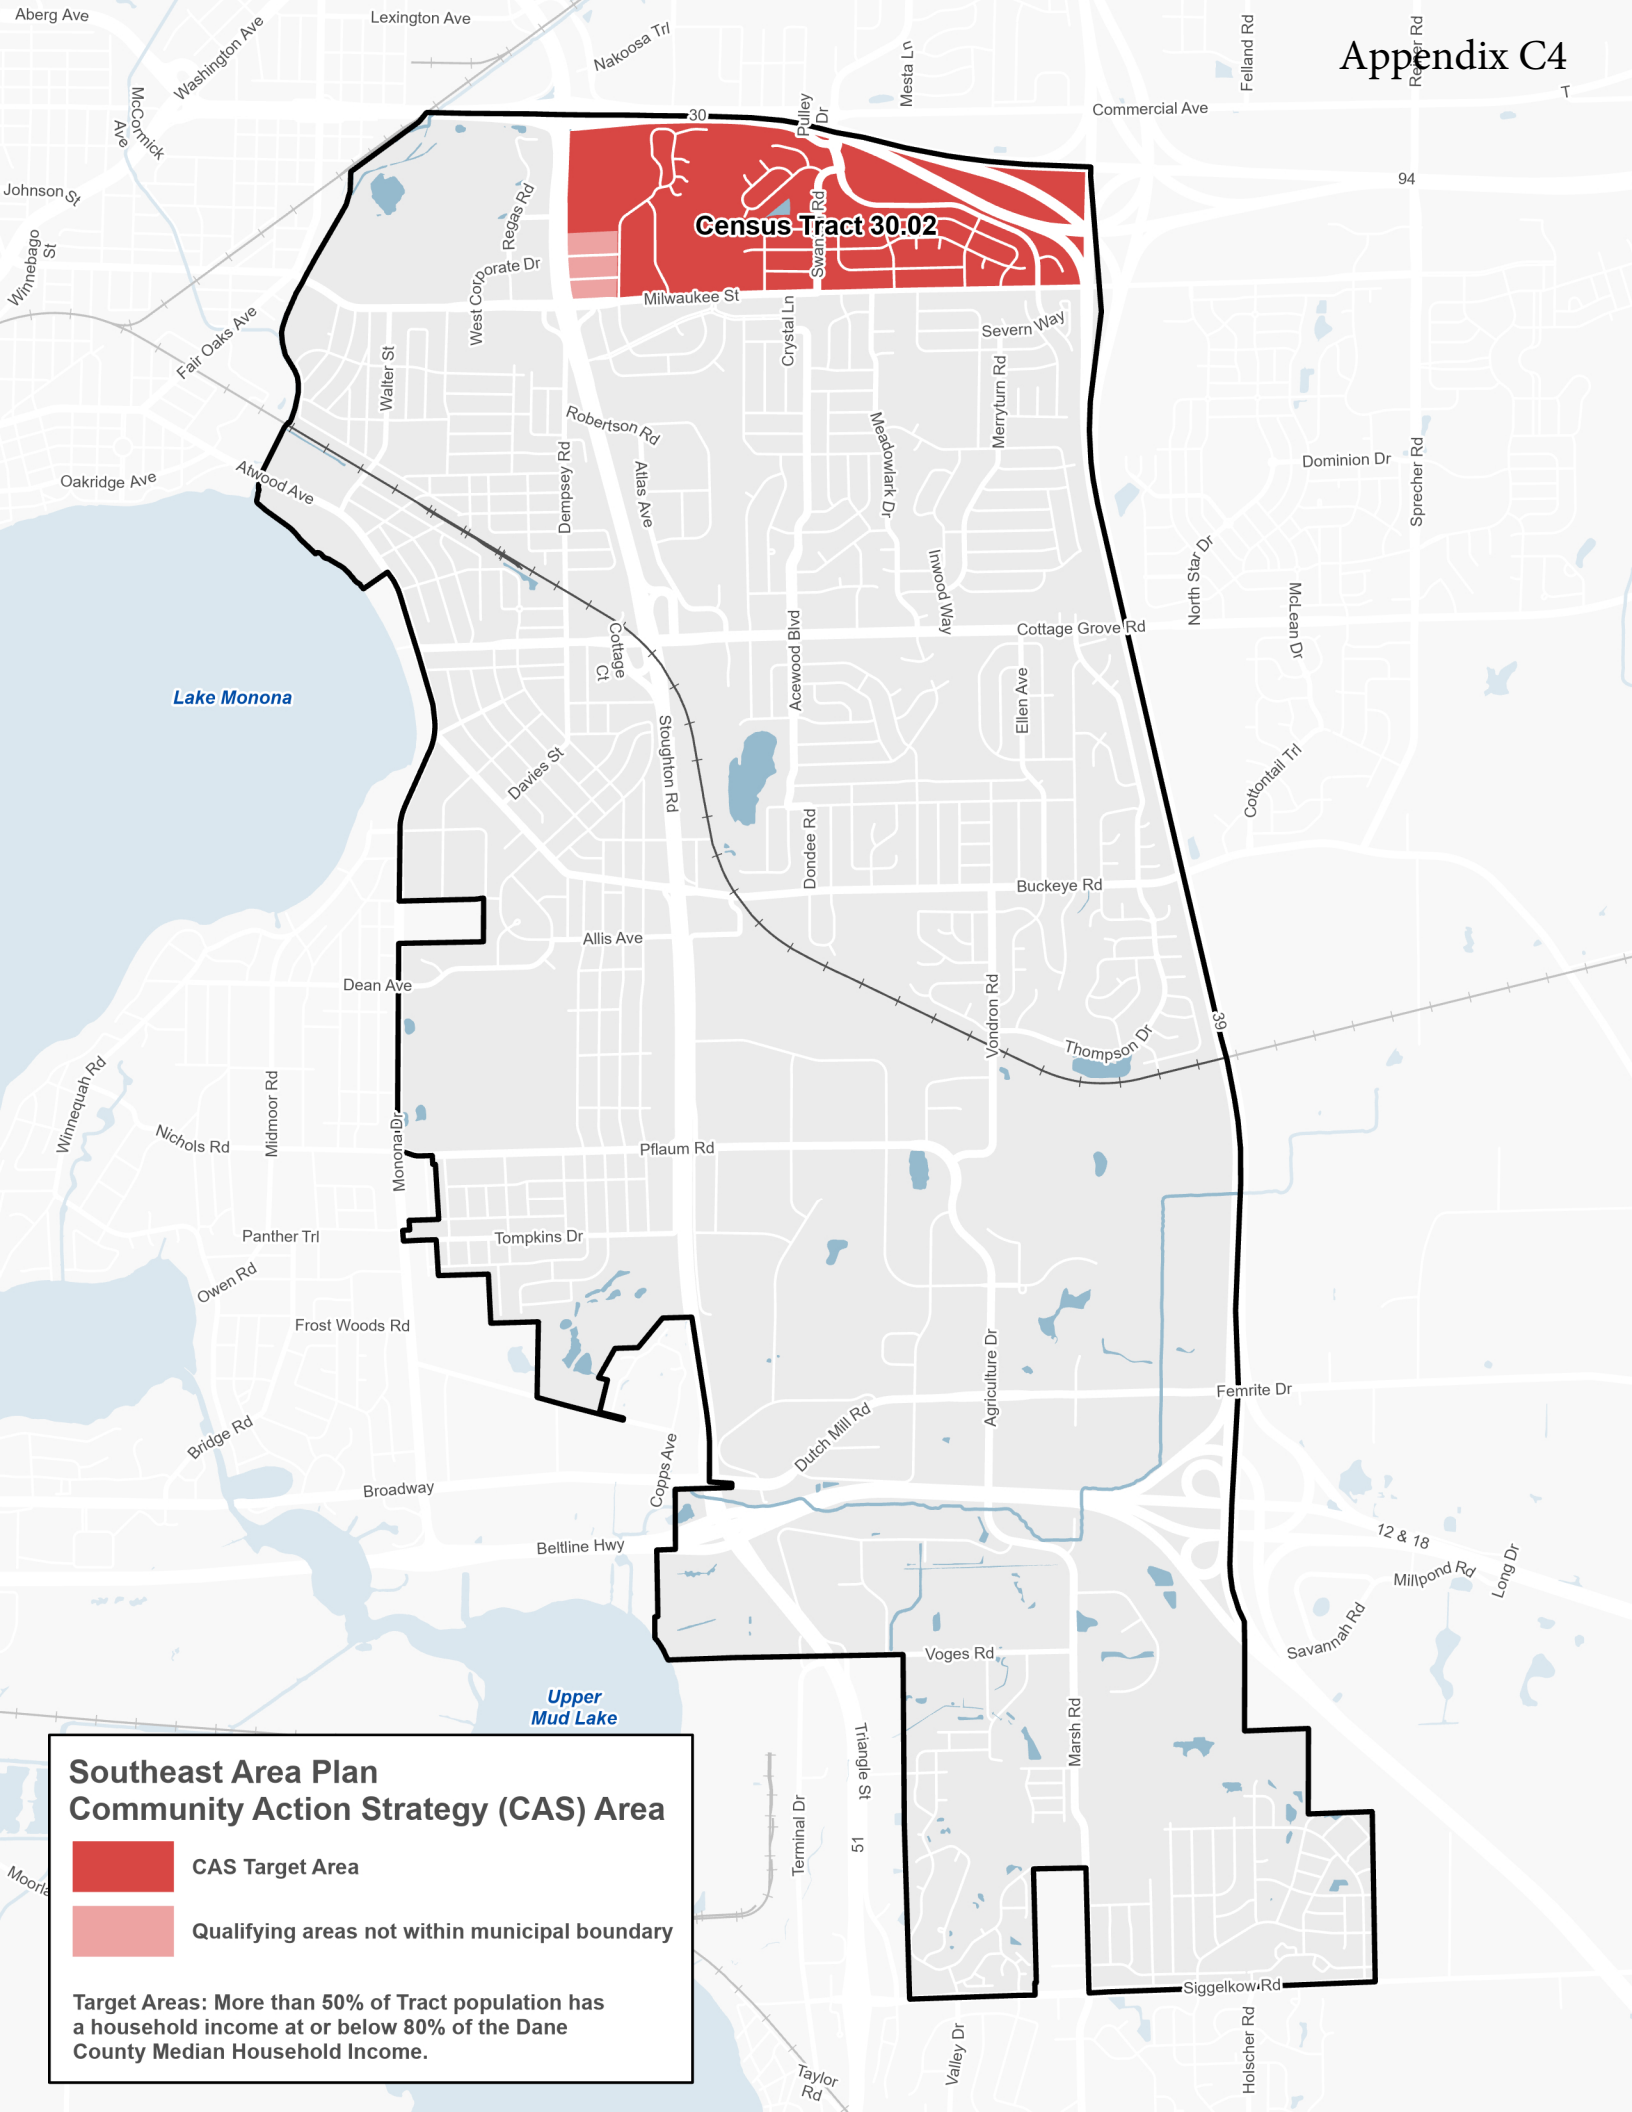 Appendix C4
Aberg Ave
Washington Ave
Lexington Ave
Nakoosa Trl
Mesta Ln
Felland Rd
Reiner Rd
Commercial Ave
T
McCormick
Ave
Pulley
Dr
30
94
Johnson St
Winnebago
St
Regas Rd
Swanson Rd
Census Tract 30.02
West Corporate Dr
Milwaukee St
Fair Oaks Ave
Walter St
Crystal Ln
Severn Way
Merryturn Rd
Robertson Rd
Meadowlark Dr
Dempsey Rd
Atlas Ave
Atwood Ave
Oakridge Ave
Dominion Dr
Sprecher Rd
North Star Dr
McLean Dr
Inwood Way
Cottage Grove Rd
Cottage
Ct
Acewood Blvd
Ellen Ave
Lake Monona
Stoughton Rd
Davies St
Cottontail Trl
Dondee Rd
Buckeye Rd
Allis Ave
Dean Ave
Vondron Rd
39
Thompson Dr
Winnequah Rd
Midmoor Rd
Nichols Rd
Monona Dr
Pflaum Rd
Panther Trl
Tompkins Dr
Owen Rd
Frost Woods Rd
Agriculture Dr
Femrite Dr
Bridge Rd
Dutch Mill Rd
Copps Ave
Broadway
Beltline Hwy
12 & 18
Millpond Rd
Long Dr
Savannah Rd
Voges Rd
Upper
Mud Lake
Marsh Rd
Triangle St
Terminal Dr
51
Siggelkow Rd
Holscher Rd
Valley Dr
Taylor
Rd
Moorla
Southeast Area Plan
Community Action Strategy (CAS) Area
CAS Target Area
Qualifying areas not within municipal boundary
Target Areas: More than 50% of Tract population has
a household income at or below 80% of the Dane
County Median Household Income.